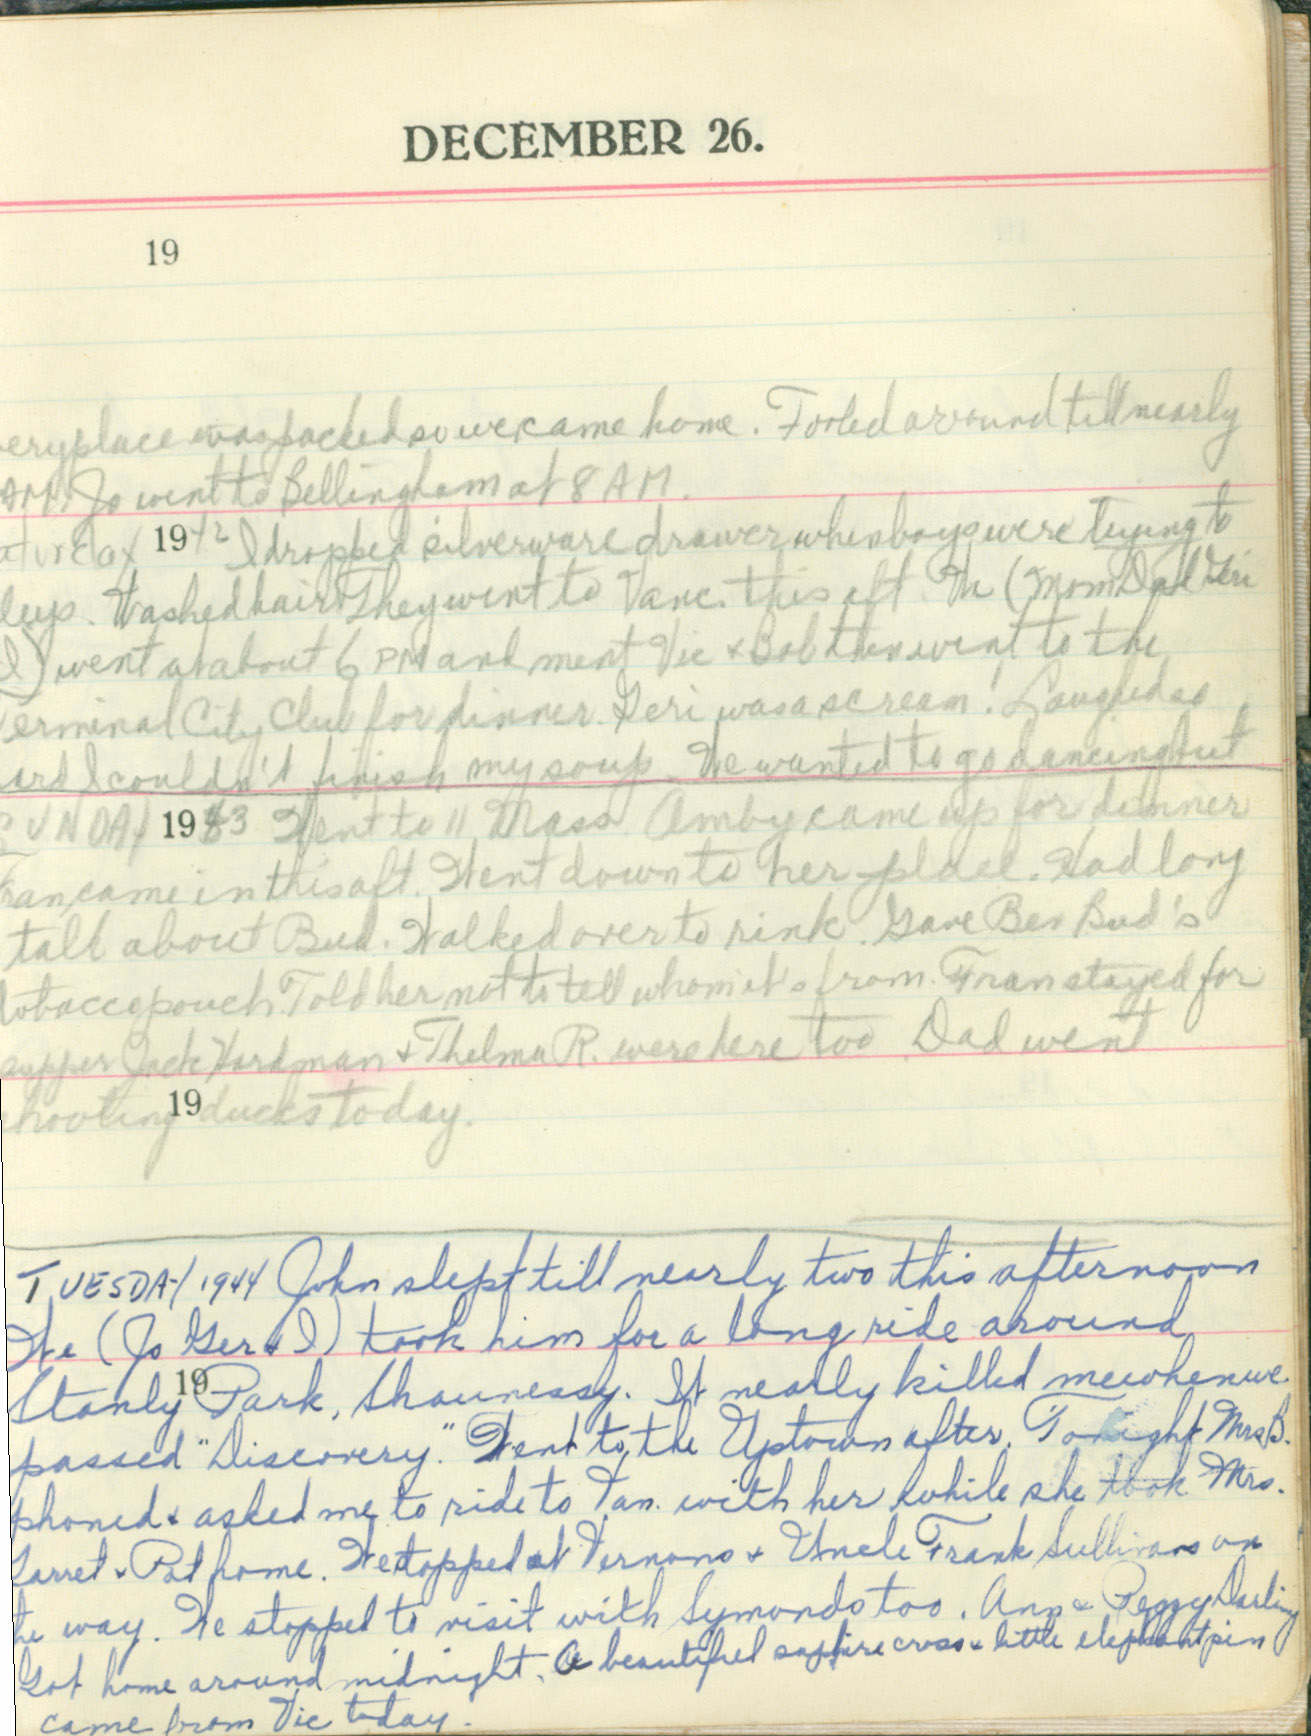 DECEMBER 26.
19
veryplace was packed so we came home. Fooled around till nearly
AM. Jo went to Bellingham at 8 AM.
aturday 1942 I dropped silverware drawer when boys were trying to
leep. Washed hair. They went to Vanc. this aft. We (Mom Dad Geri
I) went at about 6 PM and ment Vic & Bob then went to the
erminal City Club for dinner. Geri was a scream! Laughed so
ard I couldn't finish my soup. We wanted to go dancing but
SUNDAY 1943 Went to 11 Mass. Amby came up for dinner
Fran came in this aft. Went down to her place. Had long
talk about Bud. Walked over to rink. Gave Bev Bud's
tobacco pouch. Told her not to tell whom it's from. Fran stayed for
supper Jack Hardman & Thelma R. were here too Dad went
19
shooting ducks today.
TUESDAY 1944 John slept till nearly two this afternoon
We (Jo Ger & I) took him for a long ride around
19
Stanly Park, Shaunessy. It nearly killed me when we
passed "Discovery." Went to the Uptown after. Tonight Mrs B.
phoned & asked me to ride to Van. with her while she took Mrs.
Garret & Pat home. We stopped at Vernons & Uncle Frank Sullivans on
he way. We stopped to visit with Symonds too. Ann & Peggy Darling
Got home around midnight. A beautiful saphire cross & little elephant pin
came from Vic today.